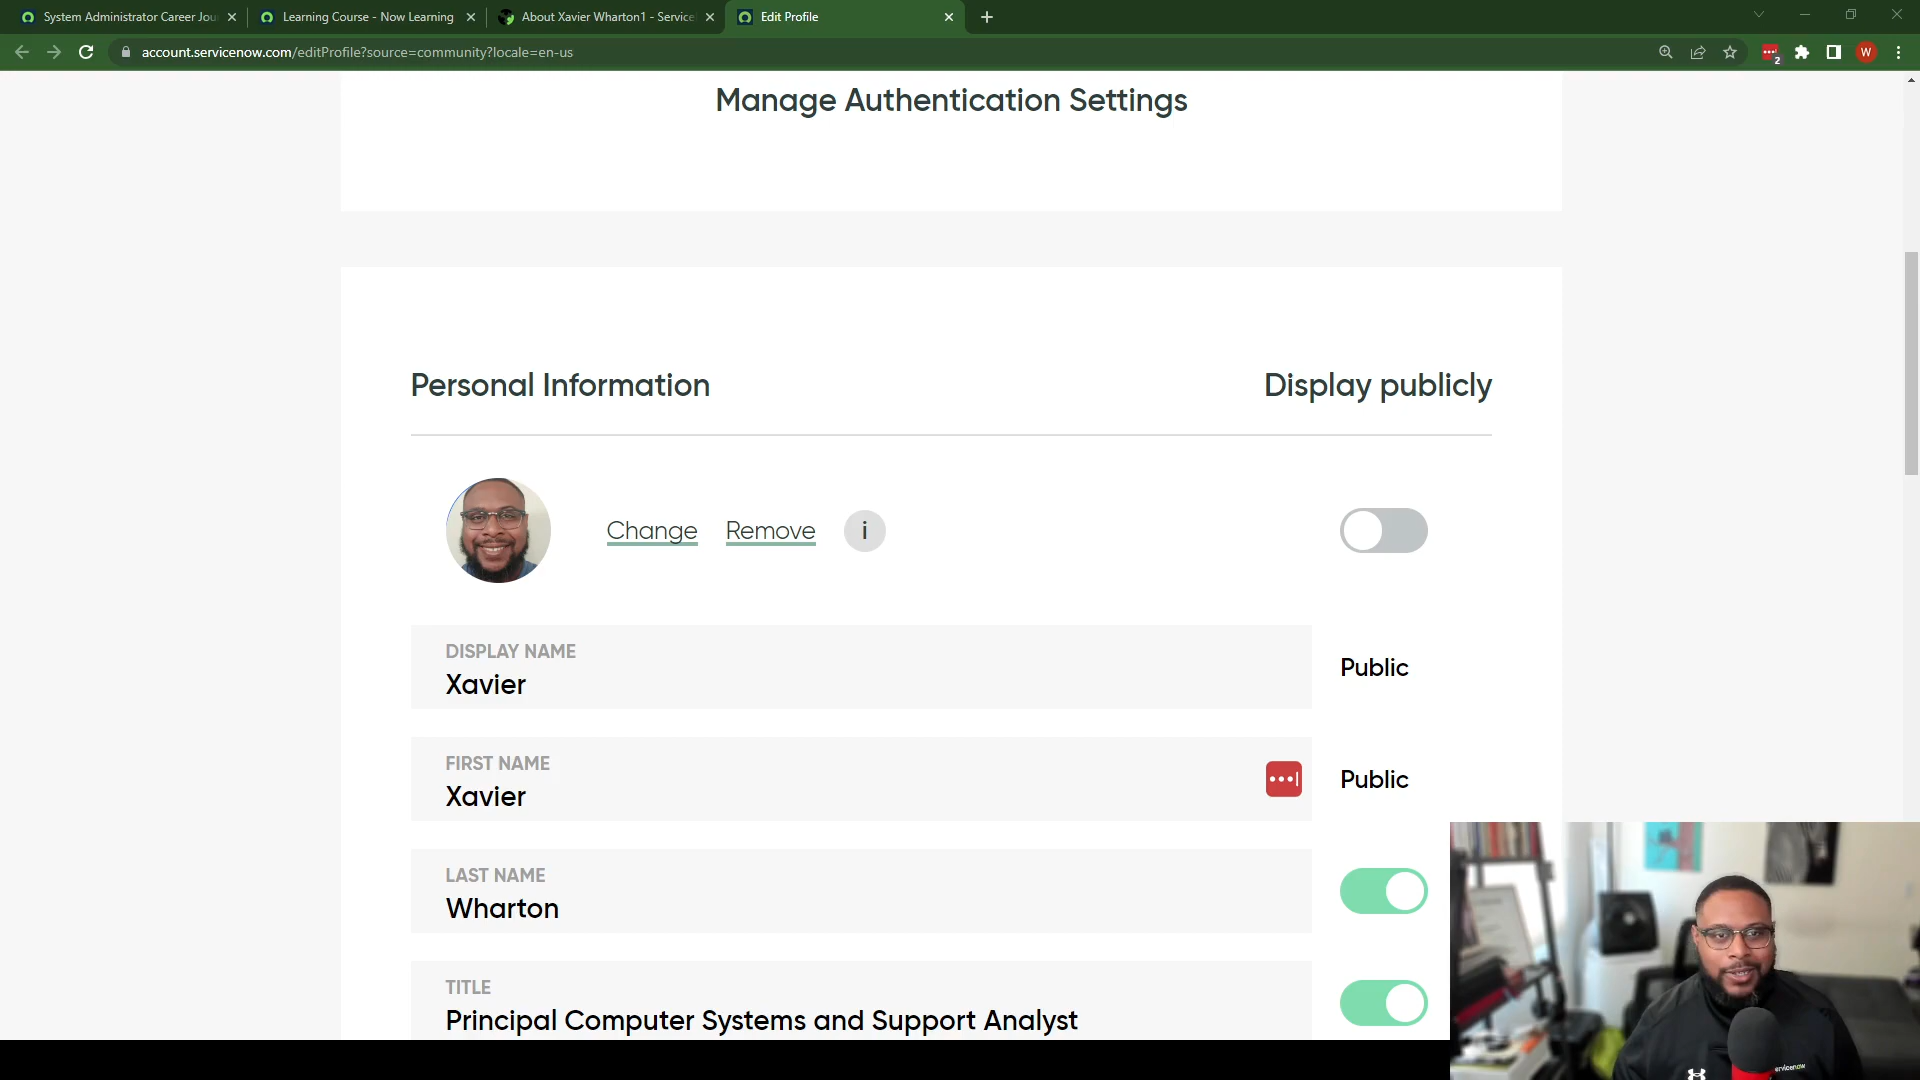 System Administrator Career Jou
Learning Course - Now Learning
About Xavier Wharton1 - Service
Edit Profile
account.servicenow.com/editProfile?source=community?locale=en-us
2
W
Manage Authentication Settings
Personal Information
Display publicly
Change
Remove
i
DISPLAY NAME
Xavier
Public
FIRST NAME
Xavier
Public
LAST NAME
Wharton
TITLE
Principal Computer Systems and Support Analyst
servicenow